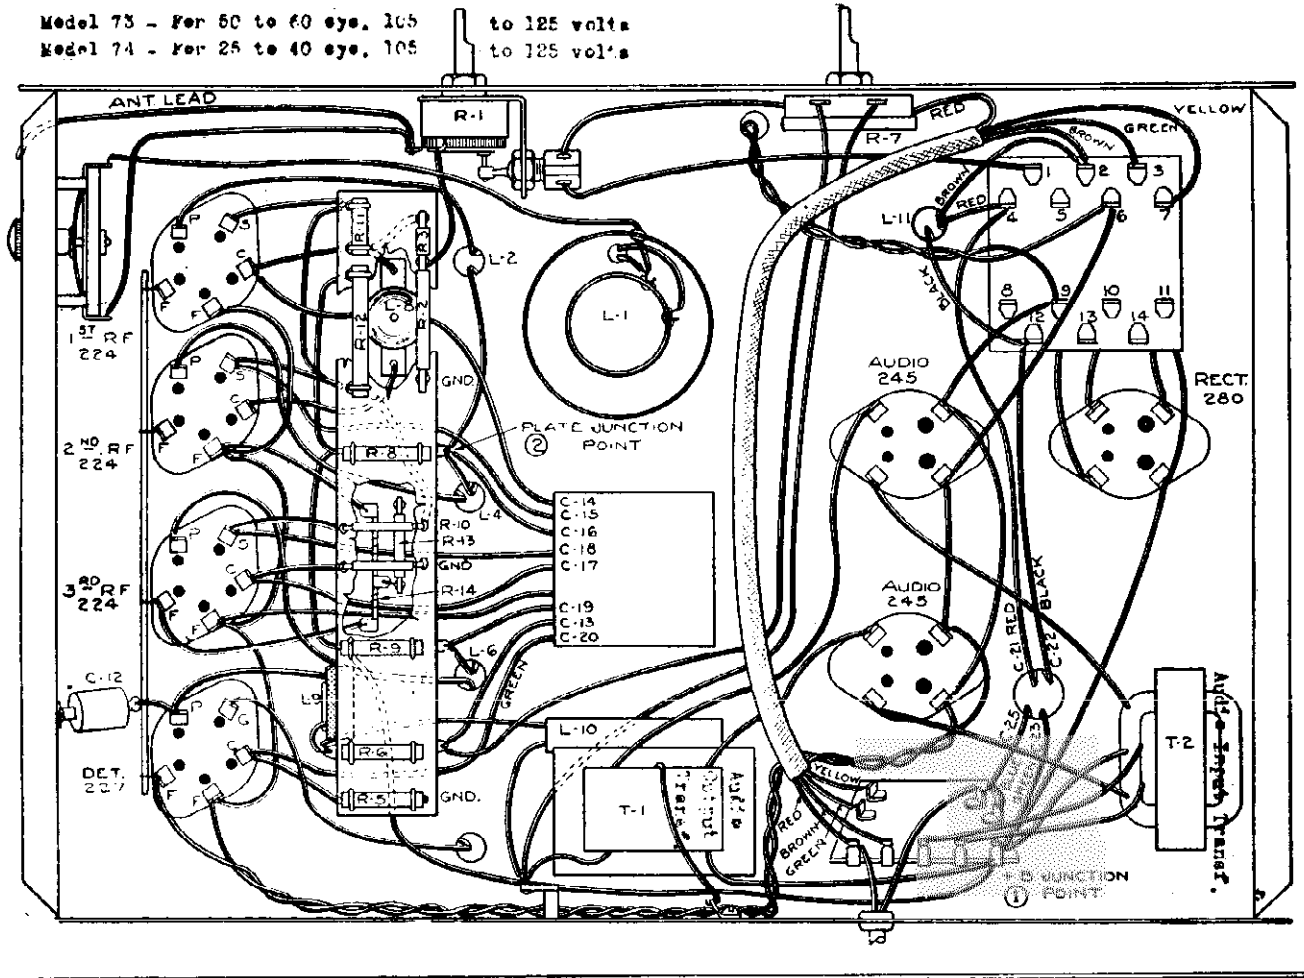 Model 73 - For 50 to 60 cyc. 105 to 125 volts
Model 74 - For 25 to 40 cyc. 105 to 125 volts
ANT. LEAD
R-1
RED
R-7
YELLOW
GREEN
BROWN
1
2
3
BROWN
RED
4
5
6
7
L-11
P
S
C
F
F
1ST RF
224
R-11
R-3
L-2
L-8
R-2
R-12
L-1
BLACK
8
9
10
11
12
13
14
P
S
C
F
F
2ND RF
224
GND.
AUDIO
245
RECT.
280
PLATE JUNCTION
② POINT
R-8
L-4
C-14
C-15
C-16
C-18
C-17
C-19
C-13
C-20
R-10
R-13
GND
R-14
P
S
C
F
F
3RD RF
224
AUDIO
245
R-9
L-6
GREEN
C-21 RED
BLACK
C-22
C-12
L9
P
G
C
F
F
DET.
227
R-6
R-5
GND.
L-10
T-1
Audio
Output
C-25
T-2
Audio Input Transf.
YELLOW
RED
BROWN
GREEN
+ B JUNCTION
① POINT